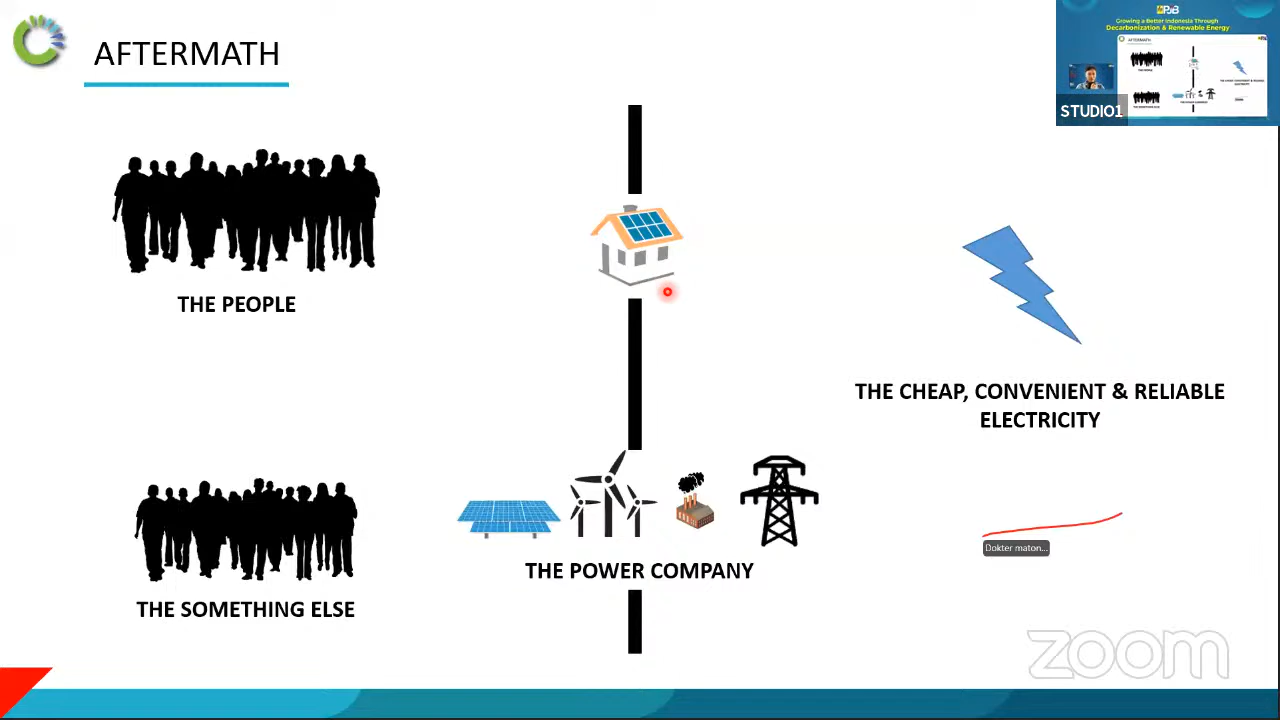 AFTERMATH
PJB
Growing a Better Indonesia Through
Decarbonization & Renewable Energy
STUDIO1
THE PEOPLE
THE CHEAP, CONVENIENT & RELIABLE
ELECTRICITY
Dokter maton...
THE POWER COMPANY
THE SOMETHING ELSE
zoom